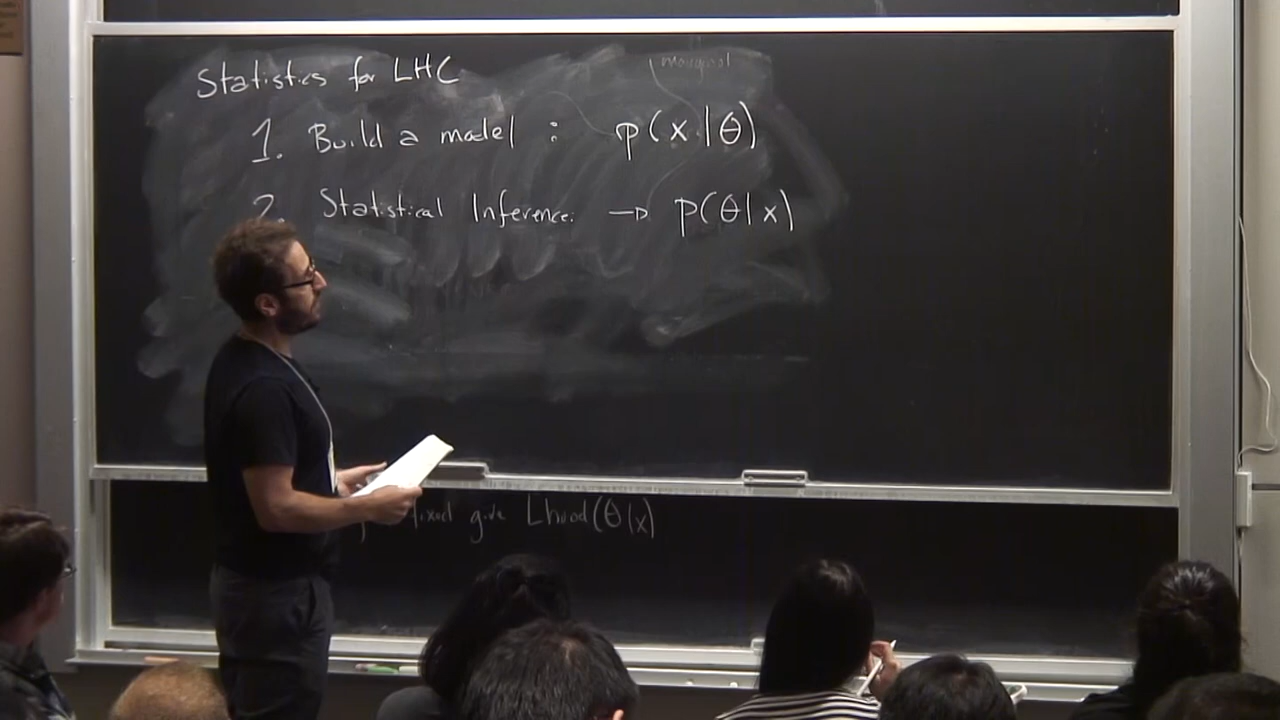 Statistics for LHC
marginal
1. Build a model : p(x|θ)
2. Statistical Inference. → p(θ|x)
fixed give Lhood(θ|x)